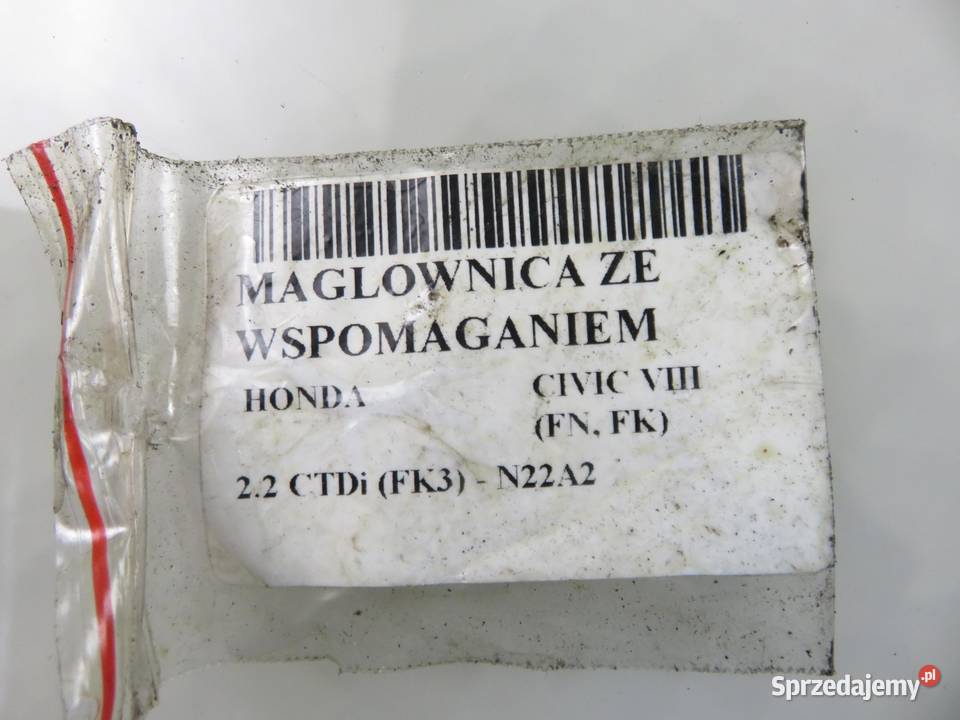 MAGLOWNICA ZE
WSPOMAGANIEM
HONDA CIVIC VIII
(FN, FK)
2.2 CTDi (FK3) - N22A2
Sprzedajemy.pl